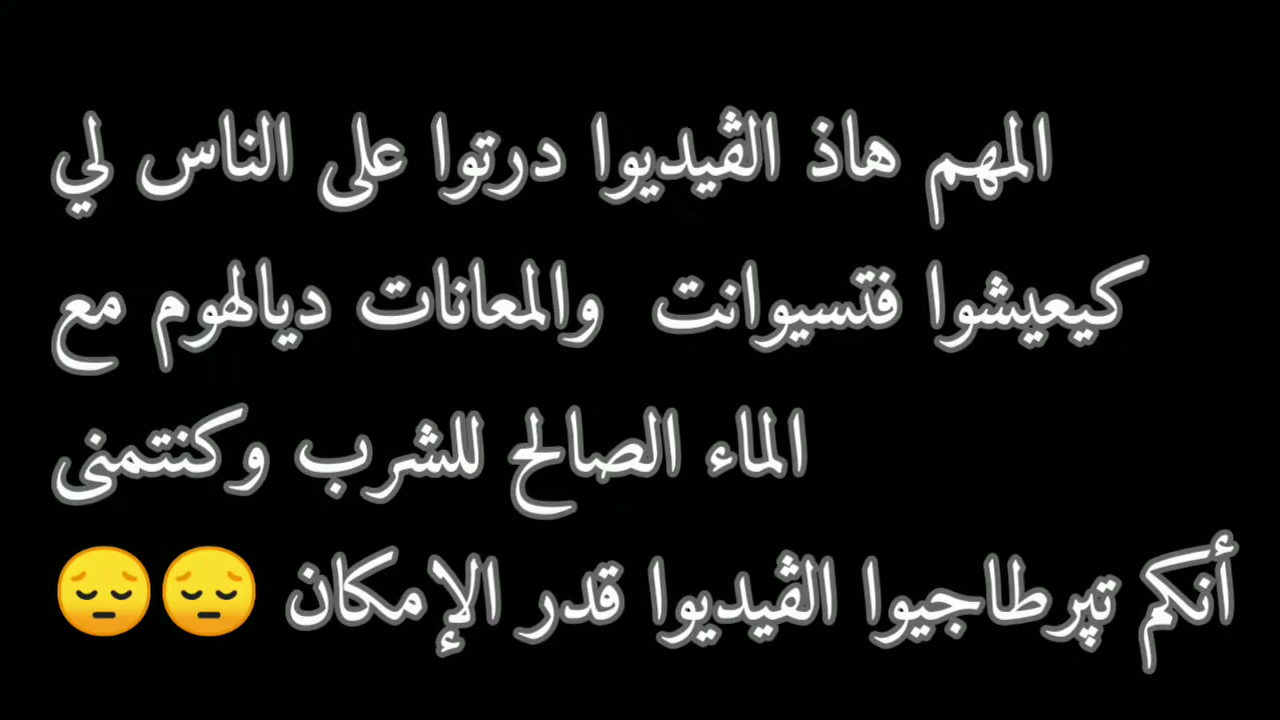 المهم هاذ الڤيديوا درتوا على الناس لي
كيعيشوا فتسيوانت والمعانات ديالهوم مع
الماء الصالح للشرب وكنتمنى
أنكم تپرطاجيوا الڤيديوا قدر الإمكان 😔😔